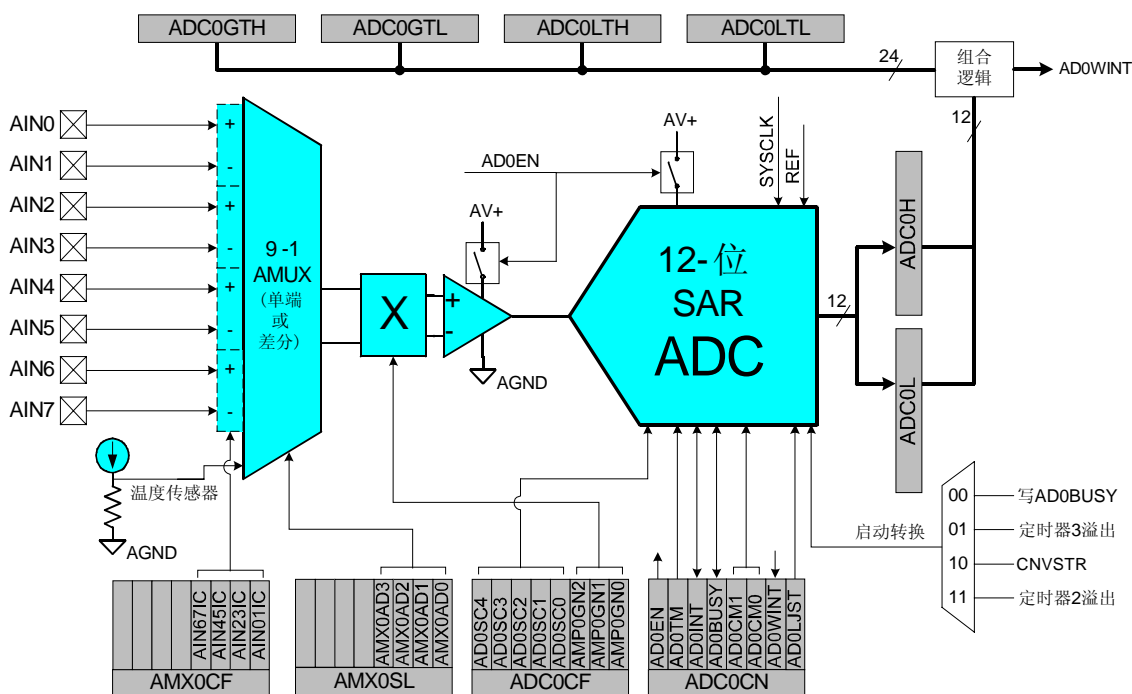 ADC0GTH
ADC0GTL
ADC0LTH
ADC0LTL
24
组合
逻辑
AD0WINT
12
AIN0
AIN1
AIN2
AIN3
AIN4
AIN5
AIN6
AIN7
+
-
+
-
+
-
+
-
9-1
AMUX
(单端
或
差分)
X
+
-
AV+
AGND
AD0EN
AV+
SYSCLK
REF
12-位
SAR
ADC
12
ADC0H
ADC0L
温度传感器
AGND
启动转换
00
写AD0BUSY
01
定时器3溢出
10
CNVSTR
11
定时器2溢出
AIN67IC
AIN45IC
AIN23IC
AIN01IC
AMX0CF
AMX0AD3
AMX0AD2
AMX0AD1
AMX0AD0
AMX0SL
AD0SC4
AD0SC3
AD0SC2
AD0SC1
AD0SC0
AMP0GN2
AMP0GN1
AMP0GN0
ADC0CF
AD0EN
AD0TM
AD0INT
AD0BUSY
AD0CM1
AD0CM0
AD0WINT
AD0LJST
ADC0CN